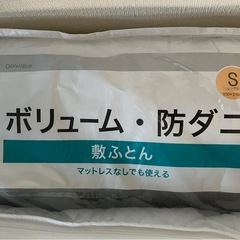 S
ボリューム・防ダニ
敷ふとん
マットレスなしでも使える